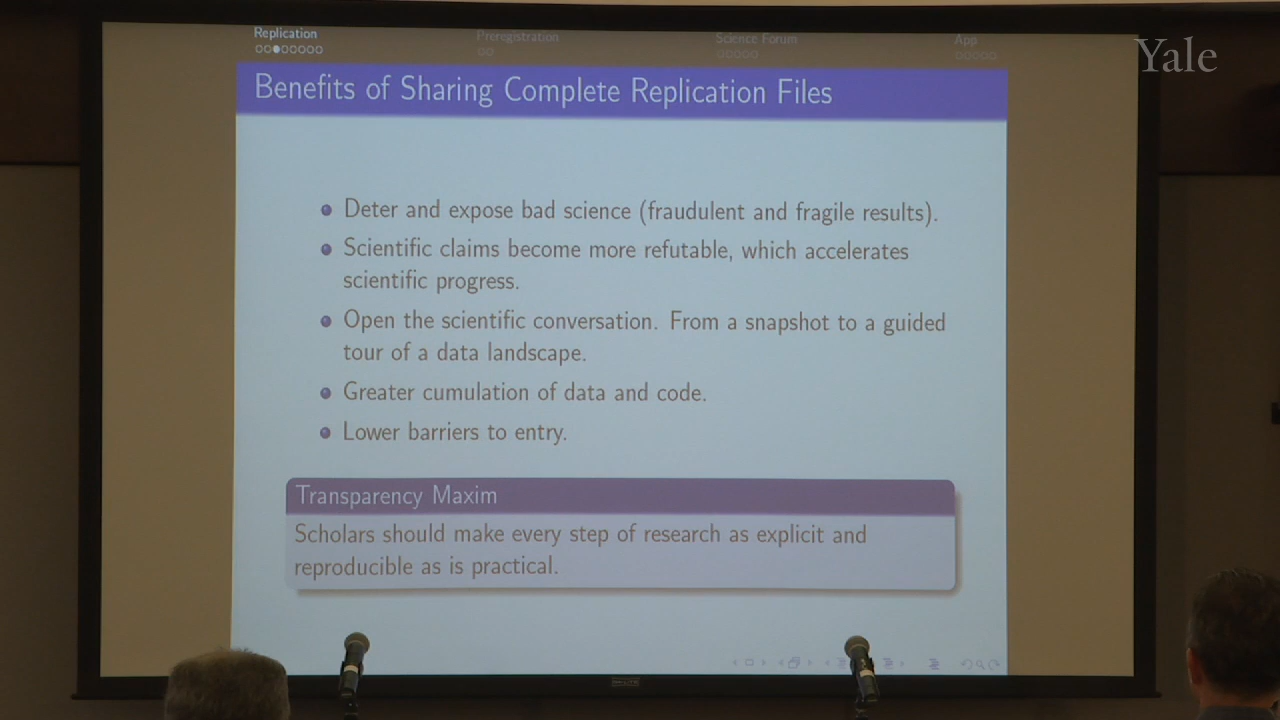 Replication
Preregistration
Science Forum
App
Yale
Benefits of Sharing Complete Replication Files
Deter and expose bad science (fraudulent and fragile results).
Scientific claims become more refutable, which accelerates
scientific progress.
Open the scientific conversation. From a snapshot to a guided
tour of a data landscape.
Greater cumulation of data and code.
Lower barriers to entry.
Transparency Maxim
Scholars should make every step of research as explicit and
reproducible as is practical.